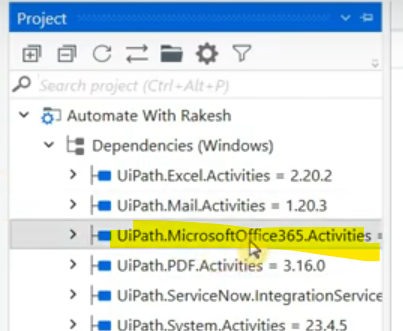 Project
Search project (Ctrl+Alt+P)
Automate With Rakesh
Dependencies (Windows)
UiPath.Excel.Activities = 2.20.2
UiPath.Mail.Activities = 1.20.3
UiPath.MicrosoftOffice365.Activities =
UiPath.PDF.Activities = 3.16.0
UiPath.ServiceNow.IntegrationService
UiPath.System.Activities = 23.4.5